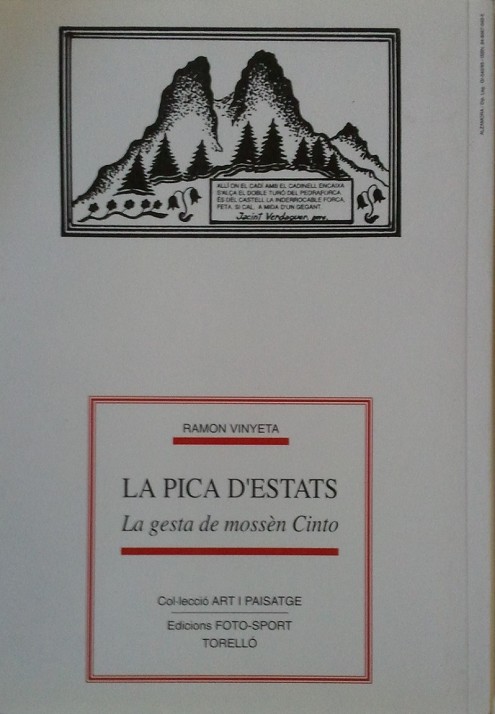 ALLÍ ON EL CADÍ AMB EL CADINELL ENCAIXA
S'ALÇA EL DOBLE TURÓ DEL PEDRAFORCA
ÉS DEL CASTELL LA INDERROCABLE FORCA,
FETA, SI CAL, A MIDA D'UN GEGANT.
Jacint Verdaguer, pvre.
RAMON VINYETA
LA PICA D'ESTATS
La gesta de mossèn Cinto
Col·lecció ART I PAISATGE
Edicions FOTO-SPORT
TORELLÓ